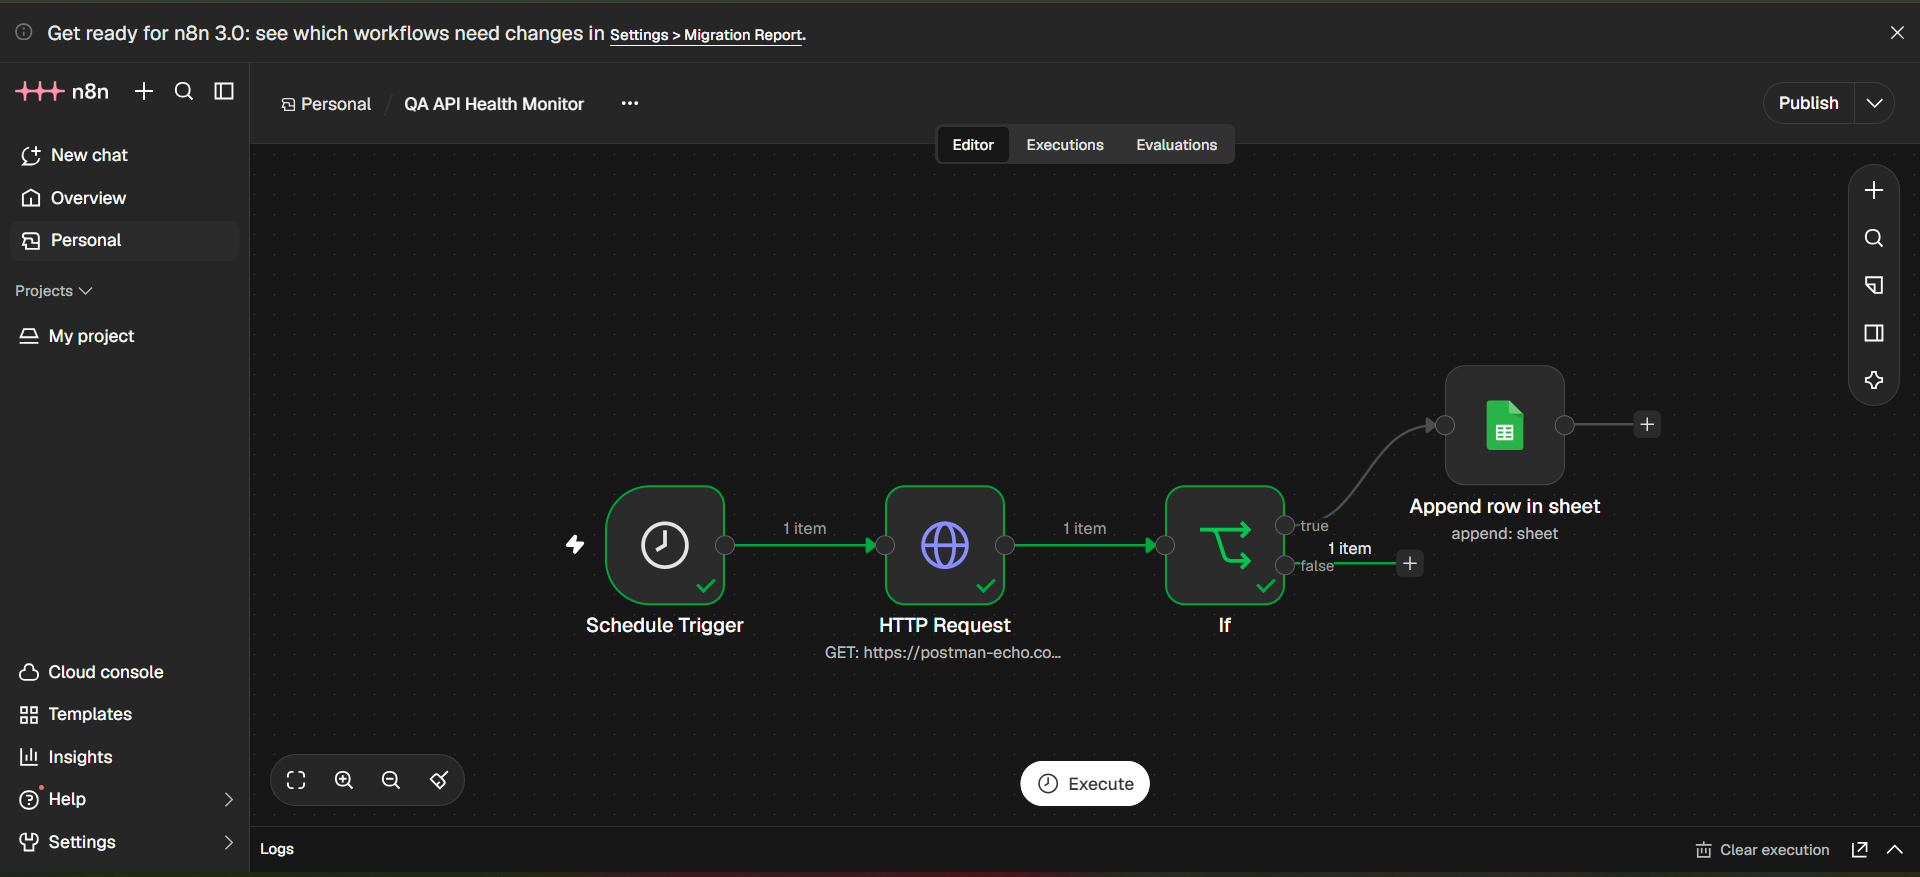 Get ready for n8n 3.0: see which workflows need changes in Settings > Migration Report.
n8n
Personal / QA API Health Monitor
Publish
Editor
Executions
Evaluations
New chat
Overview
Personal
Projects
My project
1 item
1 item
true
1 item
false
Append row in sheet
append: sheet
Schedule Trigger
HTTP Request
If
GET: https://postman-echo.co...
Cloud console
Templates
Insights
Help
Settings
Execute
Logs
Clear execution